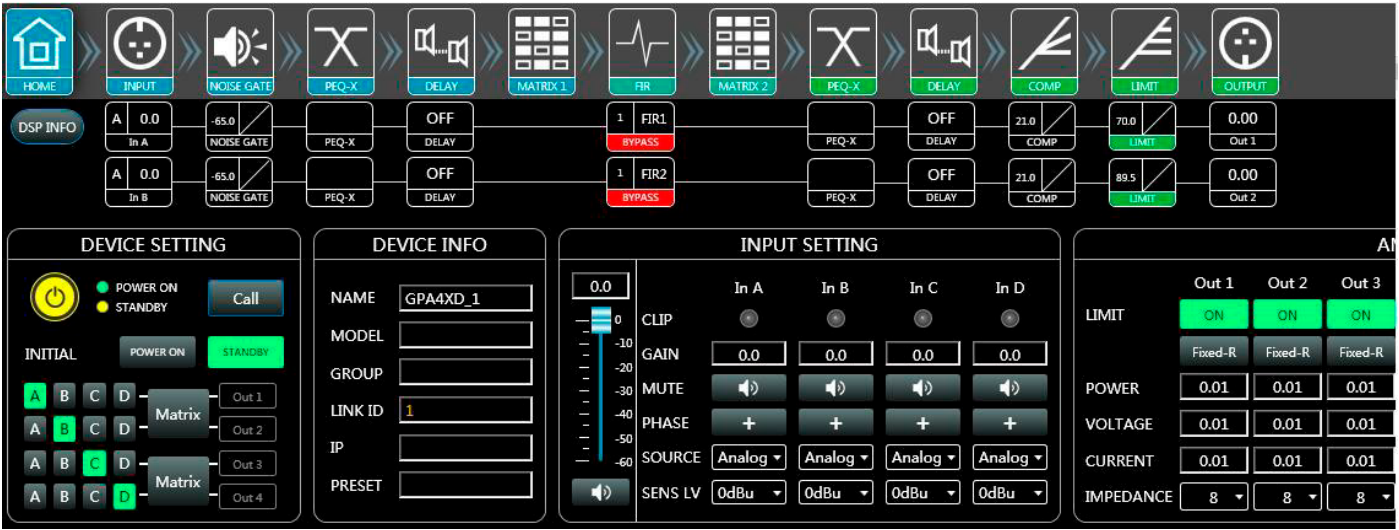 HOME INPUT NOISE GATE PEQ-X DELAY MATRIX 1 FIR MATRIX 2 PEQ-X DELAY COMP LIMIT OUTPUT
DSP INFO A 0.0 -65.0 OFF 1 FIR1 OFF 21.0 70.0 0.00
In A NOISE GATE PEQ-X DELAY BYPASS PEQ-X DELAY COMP LIMIT Out 1
A 0.0 -65.0 OFF 1 FIR2 OFF 21.0 89.5 0.00
In B NOISE GATE PEQ-X DELAY BYPASS PEQ-X DELAY COMP LIMIT Out 2
DEVICE SETTING
POWER ON
STANDBY
Call
INITIAL POWER ON STANDBY
A B C D Matrix Out 1
A B C D Out 2
A B C D Matrix Out 3
A B C D Out 4
DEVICE INFO
NAME GPA4XD_1
MODEL
GROUP
LINK ID 1
IP
PRESET
INPUT SETTING
0.0
0
-10
-20
-30
-40
-50
-60
In A In B In C In D
CLIP
GAIN 0.0 0.0 0.0 0.0
MUTE
PHASE + + + +
SOURCE Analog Analog Analog Analog
SENS LV 0dBu 0dBu 0dBu 0dBu
Out 1 Out 2 Out 3
LIMIT ON ON ON
Fixed-R Fixed-R Fixed-R
POWER 0.01 0.01 0.01
VOLTAGE 0.01 0.01 0.01
CURRENT 0.01 0.01 0.01
IMPEDANCE 8 8 8